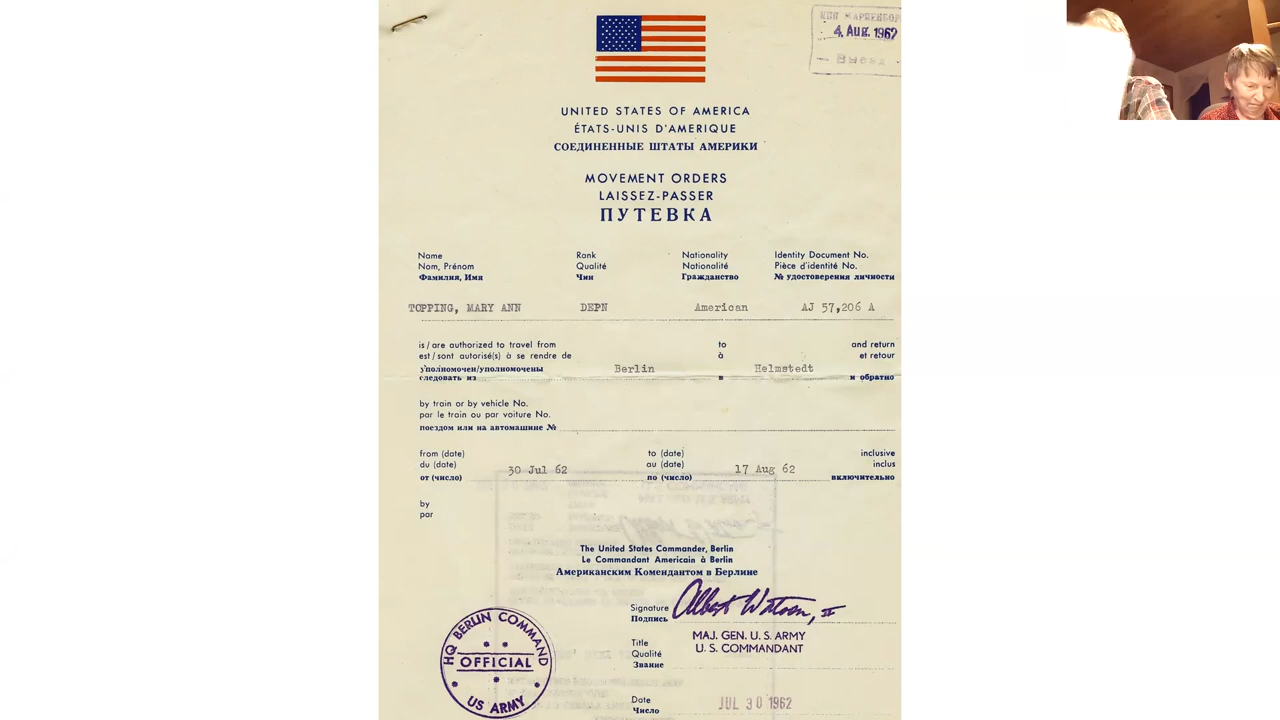 КПП МАРИЕНБОР
4. AUG. 1962
— Выезд —
UNITED STATES OF AMERICA
ÉTATS-UNIS D'AMERIQUE
СОЕДИНЕННЫЕ ШТАТЫ АМЕРИКИ
MOVEMENT ORDERS
LAISSEZ-PASSER
ПУТЕВКА
Name Rank Nationality Identity Document No.
Nom, Prénom Qualité Nationalité Pièce d'identité No.
Фамилия, Имя Чин Гражданство № удостоверения личности
TOPPING, MARY ANN DEPN American AJ 57,206 A
is/are authorized to travel from to and return
est/sont autorisé(s) à se rendre de à et retour
уполномочен/уполномочены Berlin Helmstedt
следовать из в и обратно
by train or by vehicle No.
par le train ou par voiture No.
поездом или на автомашине №
from (date) to (date) inclusive
du (date) 30 Jul 62 au (date) 17 Aug 62 inclus
от (число) по (число) включительно
by
par
The United States Commander, Berlin
Le Commandant Americain à Berlin
Американским Комендантом в Берлине
Signature Albert Watson, II
Подпись
MAJ. GEN. U. S. ARMY
Title U. S. COMMANDANT
Qualité
Звание
HQ BERLIN COMMAND
OFFICIAL
US ARMY
Date JUL 30 1962
Число